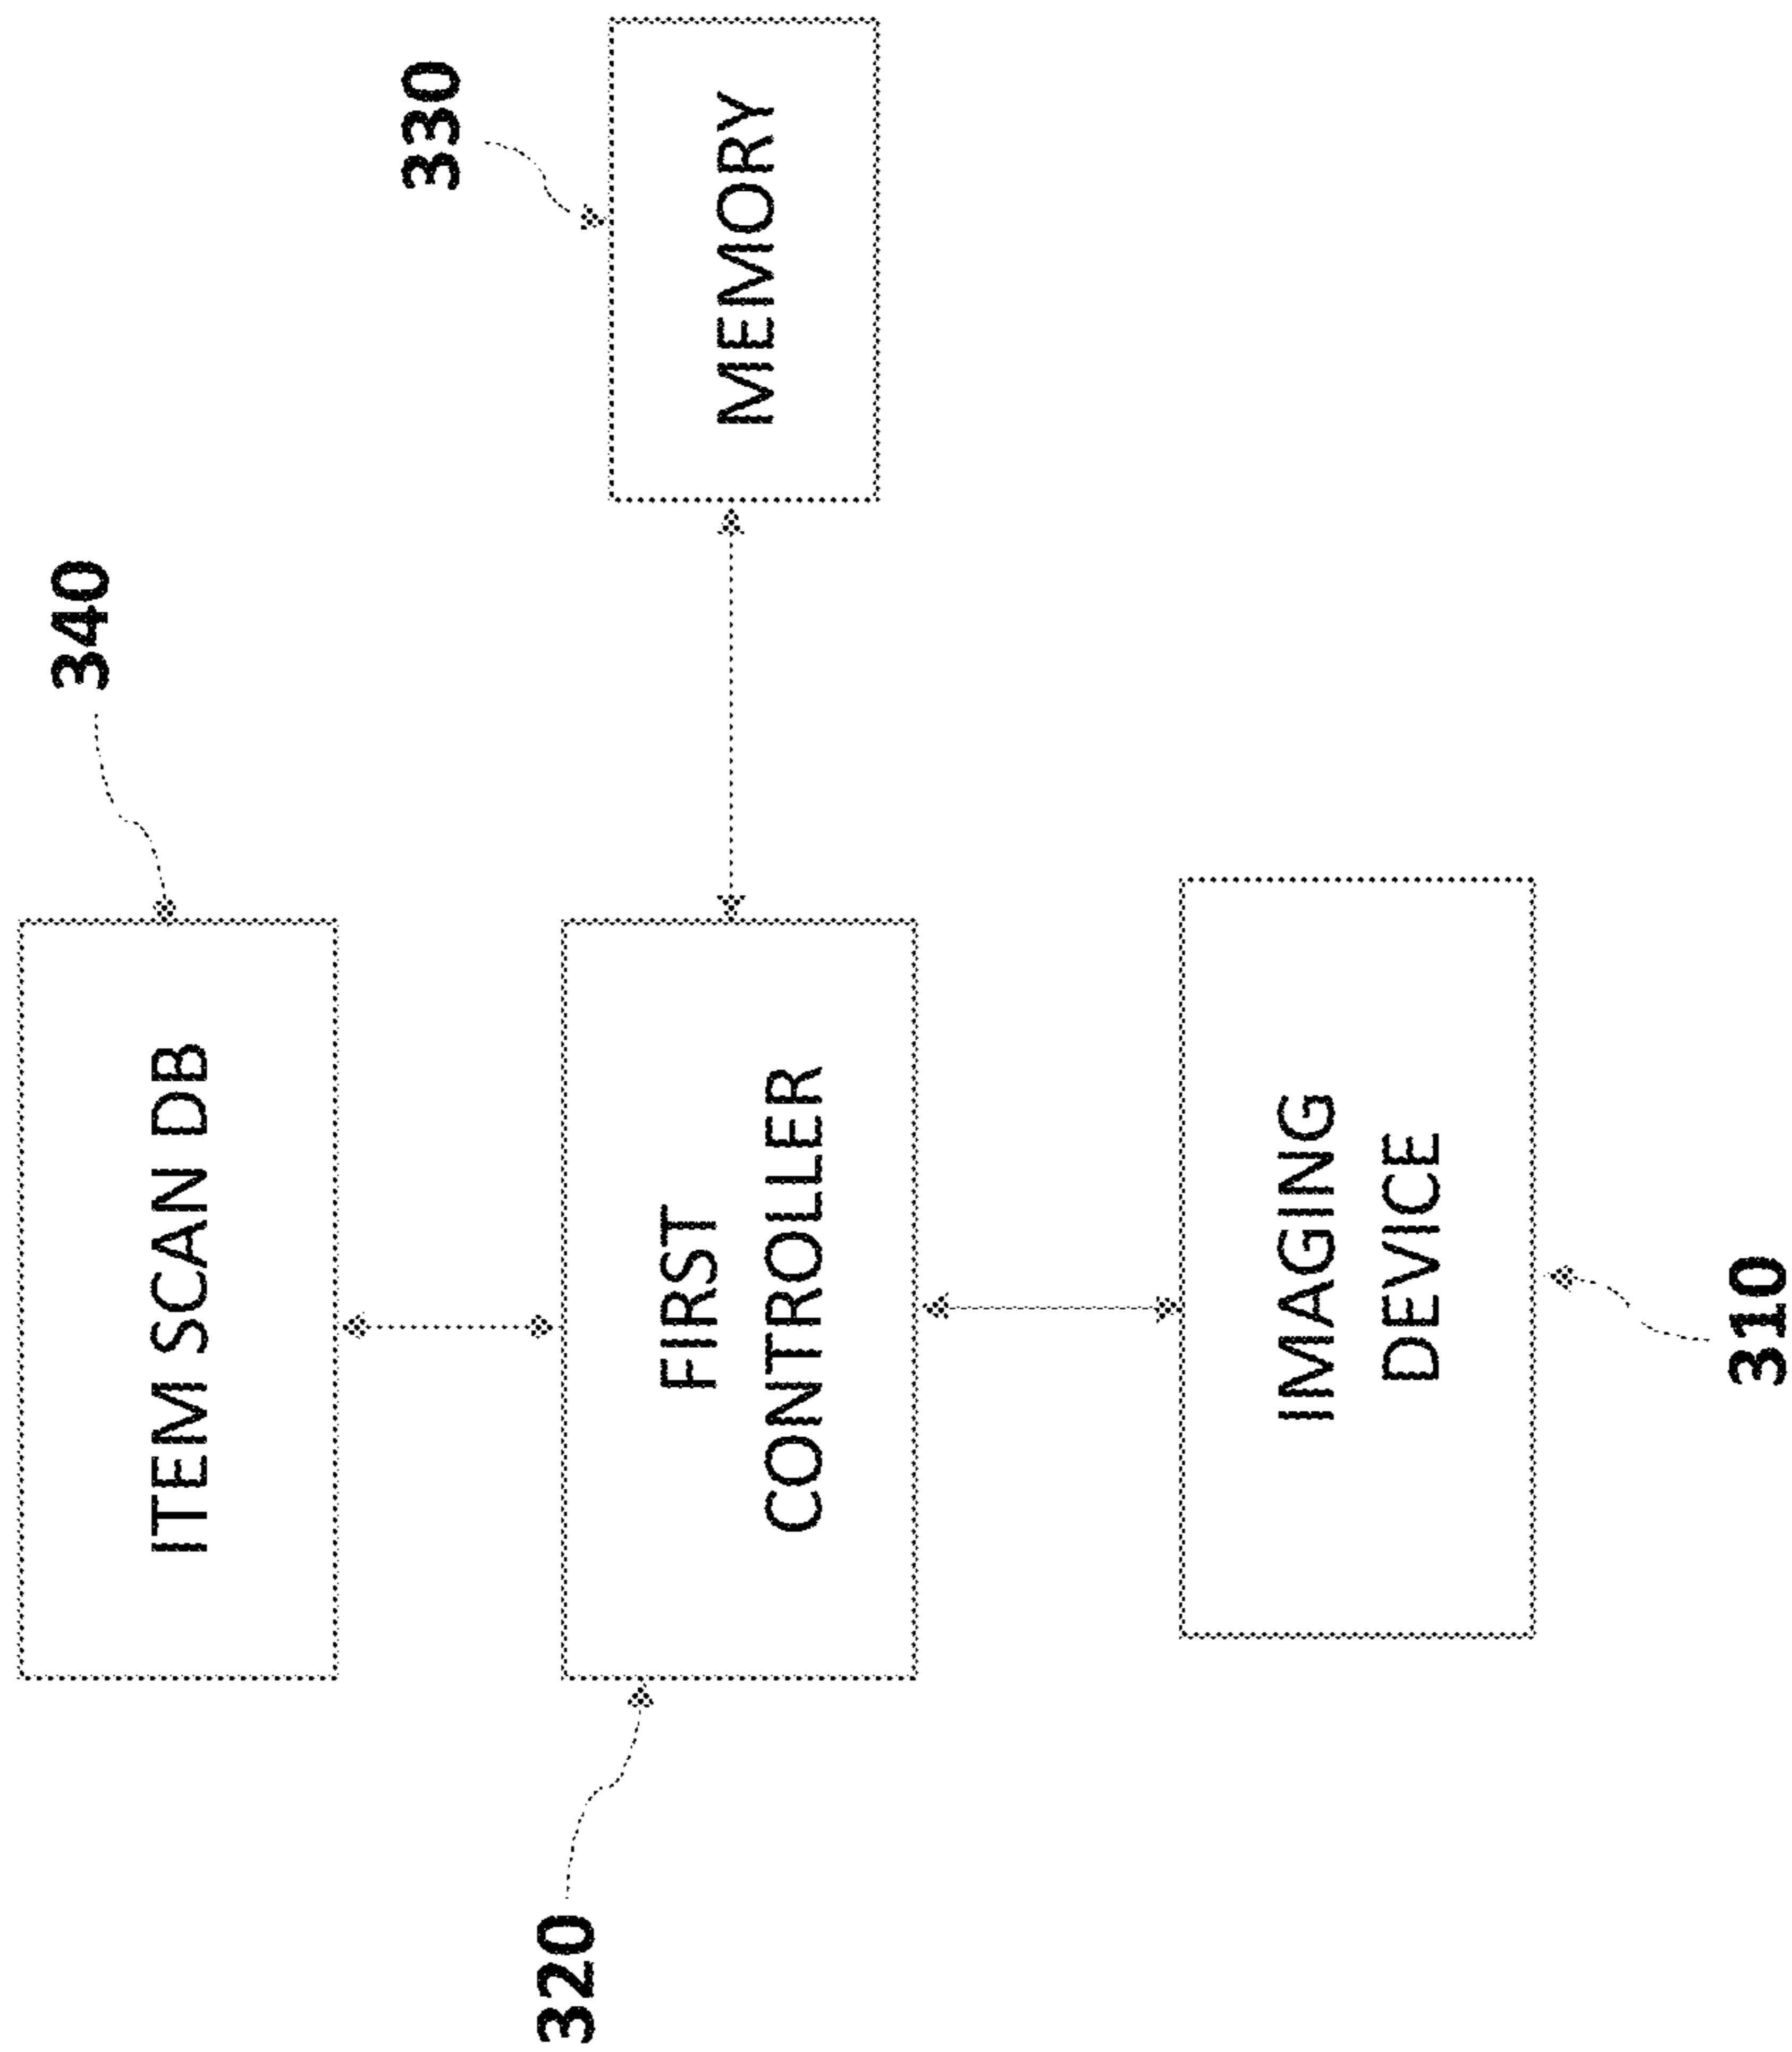 340
ITEM SCAN DB
330
MEMORY
320
FIRST
CONTROLLER
IMAGING
DEVICE
310